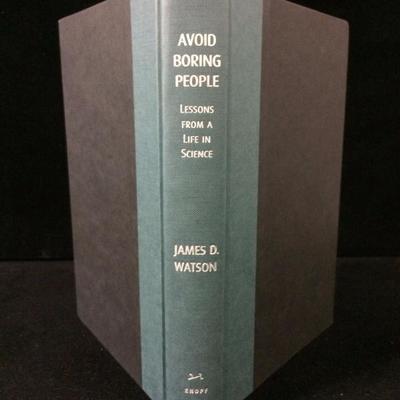 AVOID
BORING
PEOPLE
LESSONS
FROM A
LIFE IN
SCIENCE
JAMES D.
WATSON
KNOPF